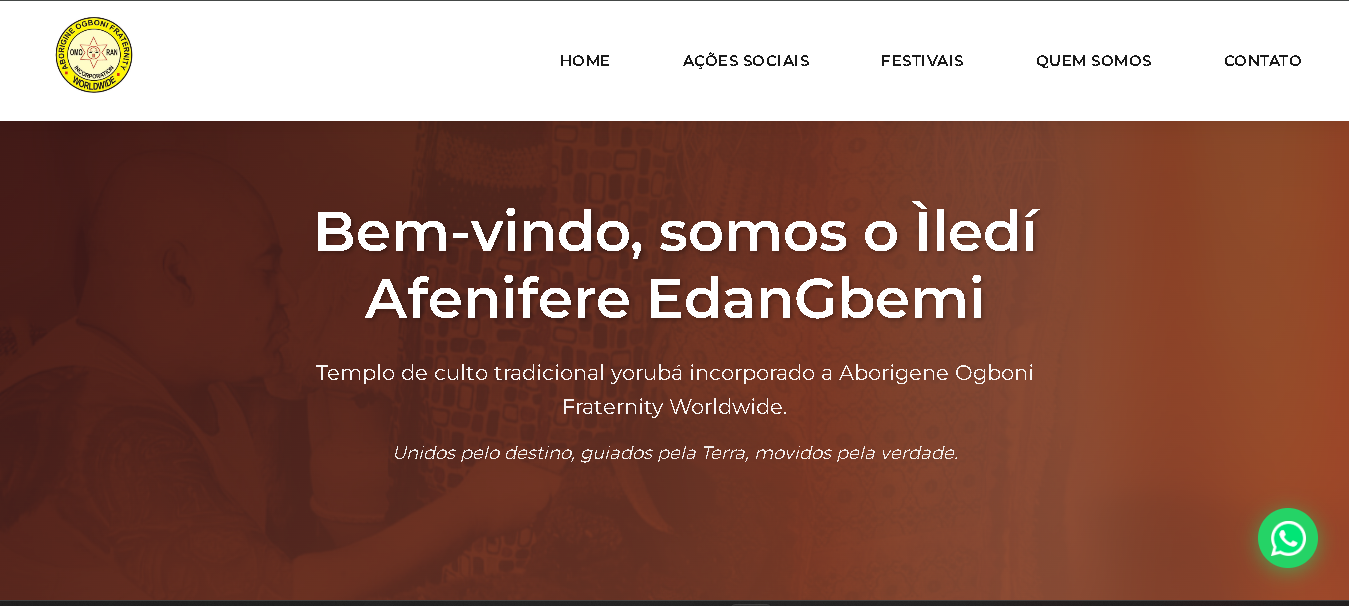 ABORIGINE OGBONI FRATERNITY
OMO RAN
INCORPORATION
WORLDWIDE
HOME
AÇÕES SOCIAIS
FESTIVAIS
QUEM SOMOS
CONTATO
Bem-vindo, somos o Ìledí
Afenifere EdanGbemi
Templo de culto tradicional yorubá incorporado a Aborigene Ogboni
Fraternity Worldwide.
Unidos pelo destino, guiados pela Terra, movidos pela verdade.